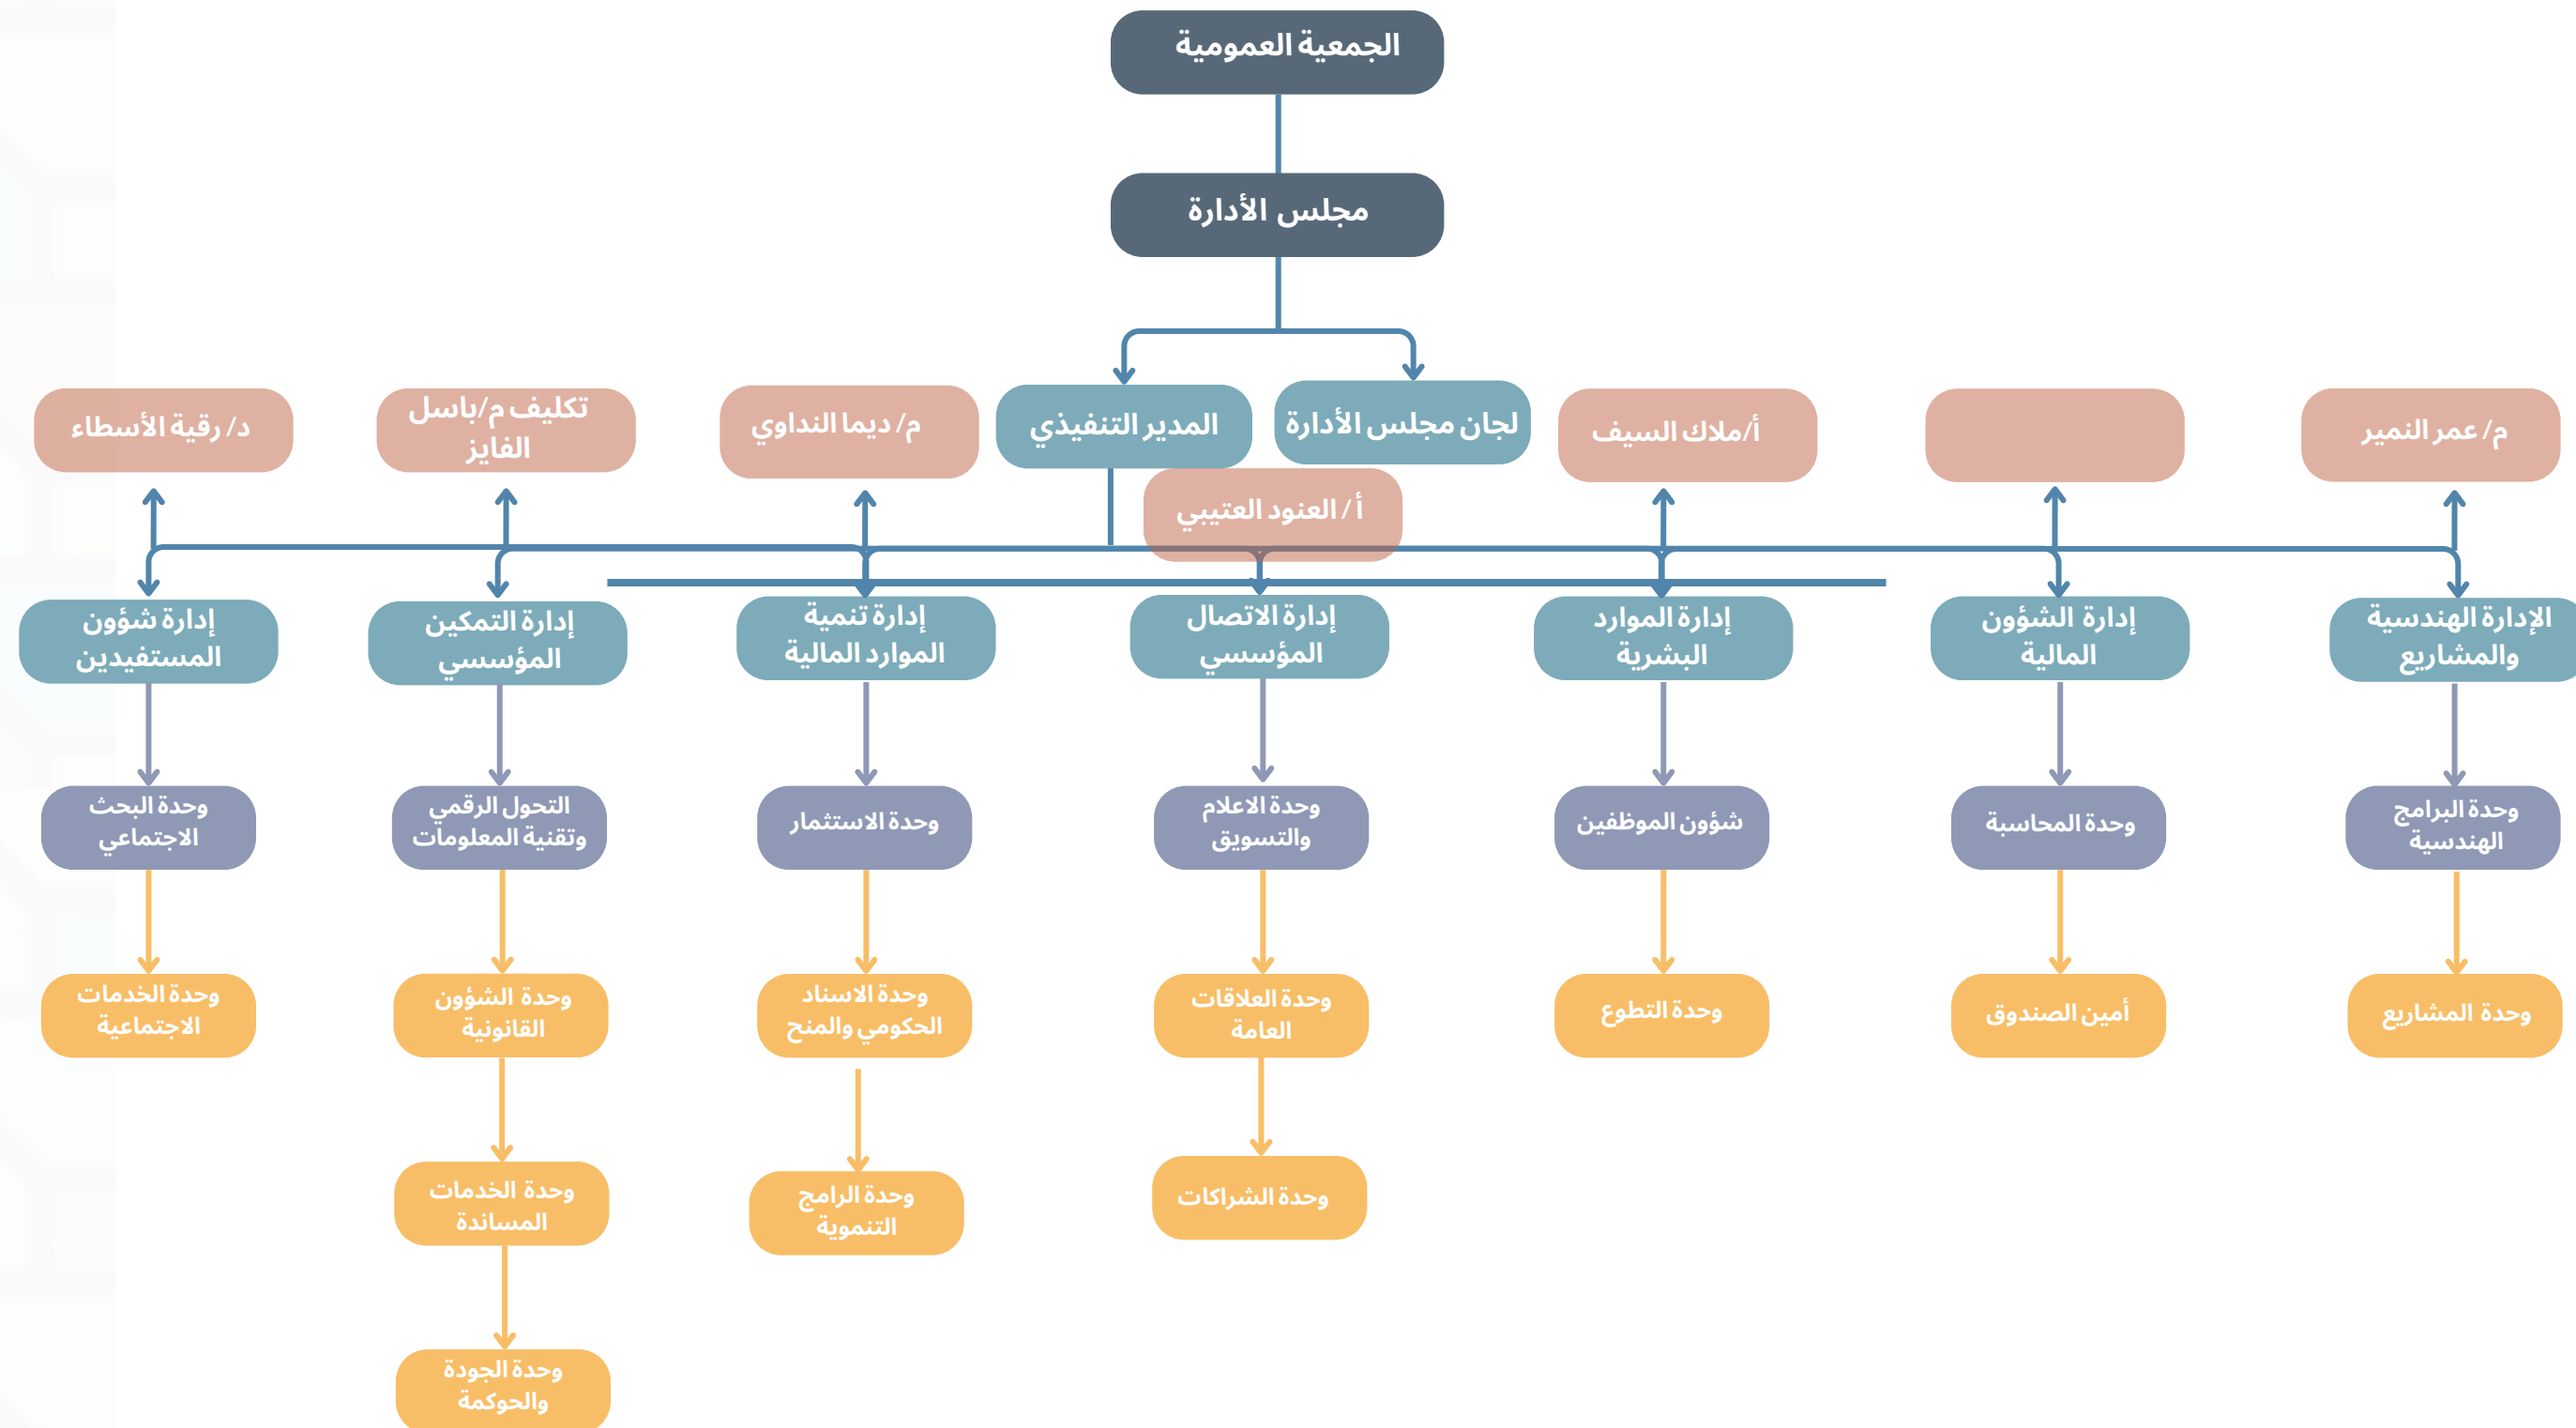 الجمعية العمومية
مجلس الأدارة
لجان مجلس الأدارة
المدير التنفيذي
م/ عمر النمير
أ/ملاك السيف
أ / العنود العتيبي
م/ ديما النداوي
تكليف م/باسل
الفايز
د/ رقية الأسطاء
الإدارة الهندسية
والمشاريع
إدارة الشؤون
المالية
إدارة الموارد
البشرية
إدارة الاتصال
المؤسسي
إدارة تنمية
الموارد المالية
إدارة التمكين
المؤسسي
إدارة شؤون
المستفيدين
وحدة البرامج
الهندسية
وحدة المحاسبة
شؤون الموظفين
وحدة الاعلام
والتسويق
وحدة الاستثمار
التحول الرقمي
وتقنية المعلومات
وحدة البحث
الاجتماعي
وحدة المشاريع
أمين الصندوق
وحدة التطوع
وحدة العلاقات
العامة
وحدة الاسناد
الحكومي والمنح
وحدة الشؤون
القانونية
وحدة الخدمات
الاجتماعية
وحدة الشراكات
وحدة الرامج
التنموية
وحدة الخدمات
المساندة
وحدة الجودة
والحوكمة